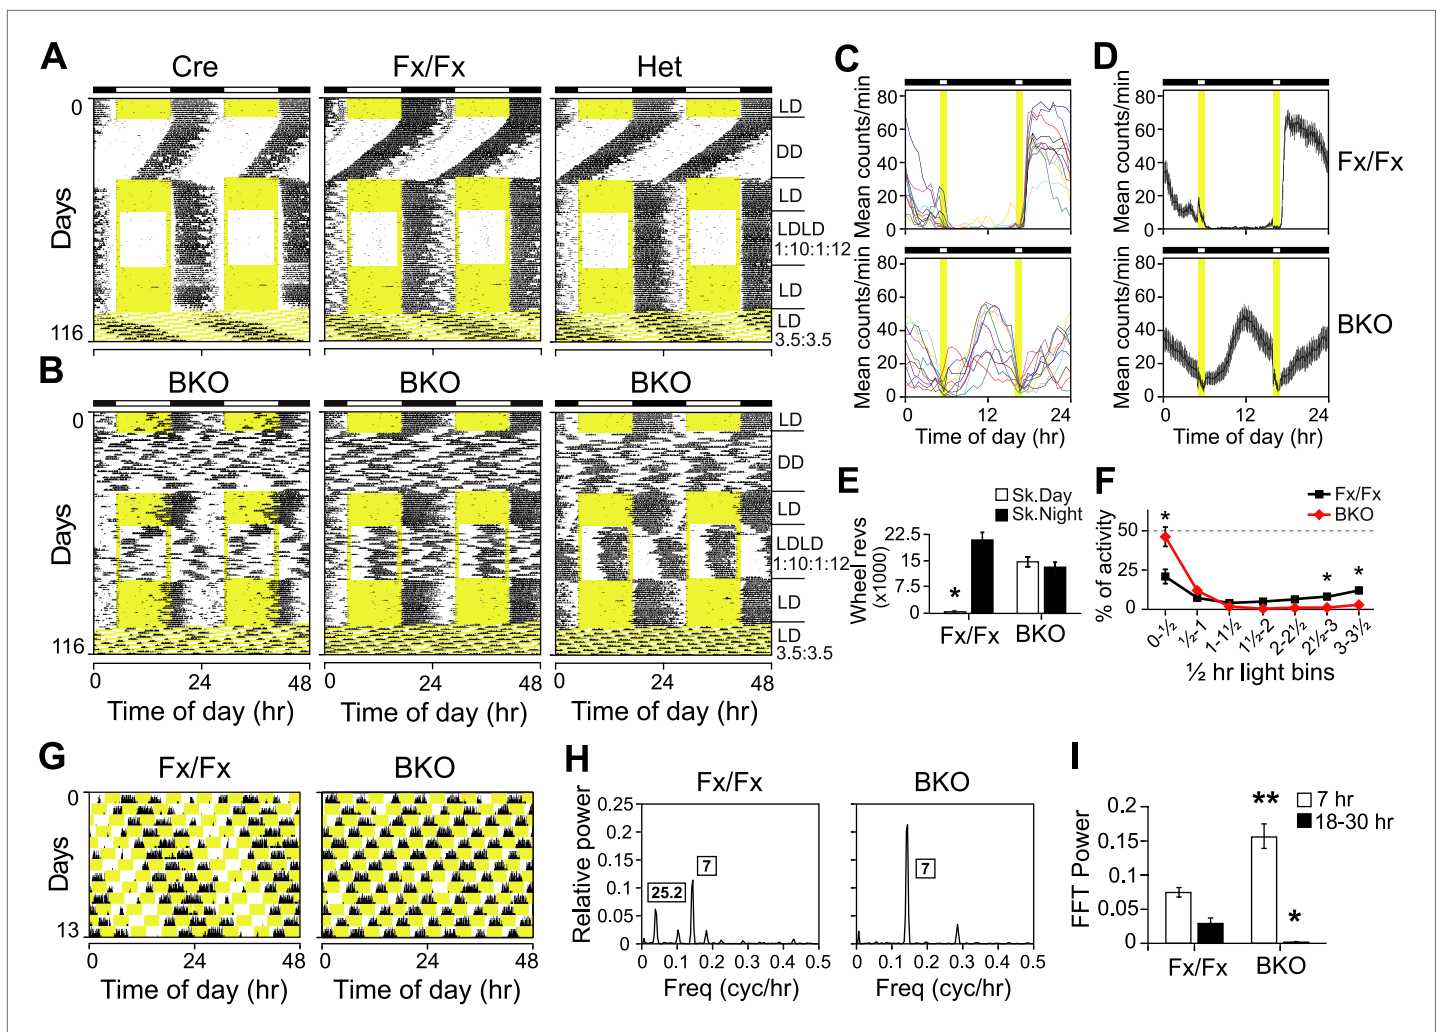 A
Cre
Fx/Fx
Het
0
Days
116
LD
DD
LD
LDLD
1:10:1:12
LD
LD
3.5:3.5
0
24
48
0
24
48
0
24
48
B
BKO
BKO
BKO
0
116
LD
DD
LD
LDLD
1:10:1:12
LD
LD
3.5:3.5
0
24
48
0
24
48
0
24
48
Time of day (hr)
Time of day (hr)
Time of day (hr)
C
Mean counts/min
80
60
40
20
0
Mean counts/min
80
60
40
20
0
0
12
24
Time of day (hr)
D
Mean counts/min
80
60
40
20
0
Fx/Fx
Mean counts/min
80
60
40
20
0
BKO
0
12
24
Time of day (hr)
E
Sk.Day
Sk.Night
Wheel revs
(x1000)
22.5
15
7.5
0
*
Fx/Fx
BKO
F
Fx/Fx
BKO
% of activity
50
25
0
*
*
*
0-½
½-1
1-1½
1½-2
2-2½
2½-3
3-3½
½ hr light bins
G
Fx/Fx
BKO
0
Days
13
0
24
48
0
24
48
Time of day (hr)
Time of day (hr)
H
Fx/Fx
BKO
Relative power
0.25
0.2
0.15
0.1
0.05
0
25.2
7
7
0
0.1
0.2
0.3
0.4
0.5
0
0.1
0.2
0.3
0.4
0.5
Freq (cyc/hr)
Freq (cyc/hr)
I
7 hr
18-30 hr
FFT Power
0.2
0.15
0.1
0.05
0
**
*
Fx/Fx
BKO